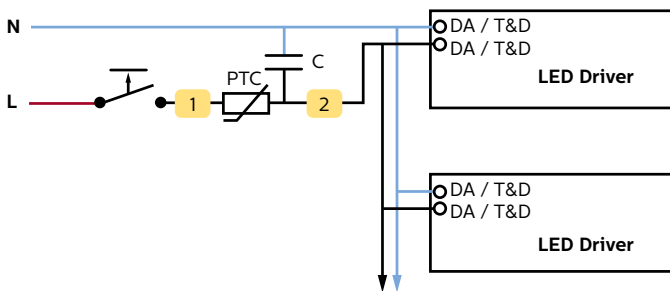 N
DA / T&D
DA / T&D
C
PTC
LED Driver
L
1
2
DA / T&D
DA / T&D
LED Driver